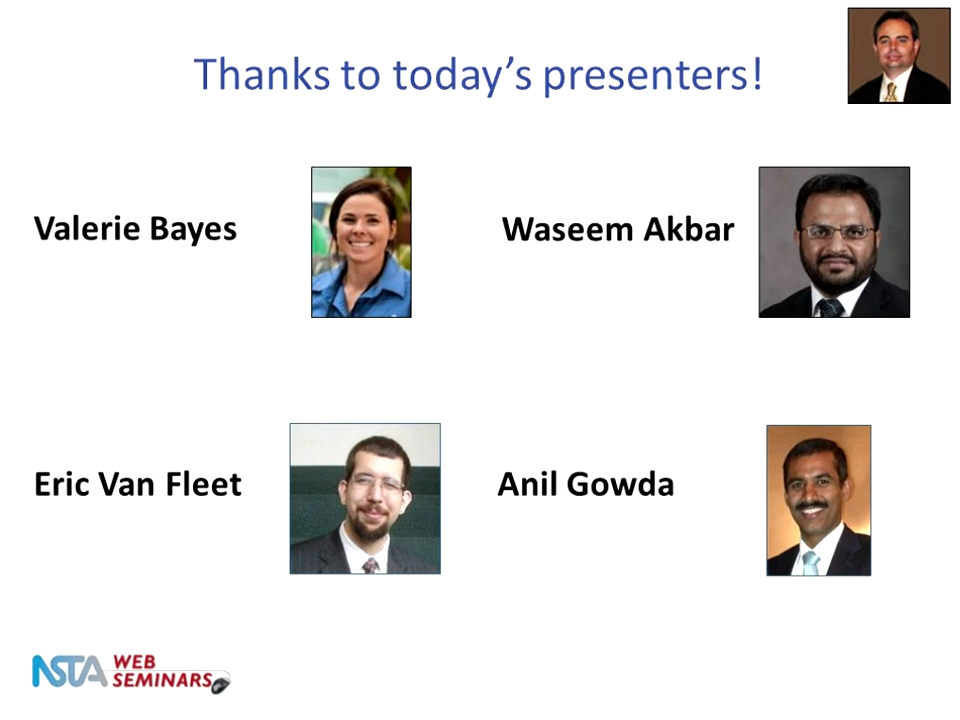 Thanks to today's presenters!
Valerie Bayes
Waseem Akbar
Eric Van Fleet
Anil Gowda
NSTA WEB
SEMINARS